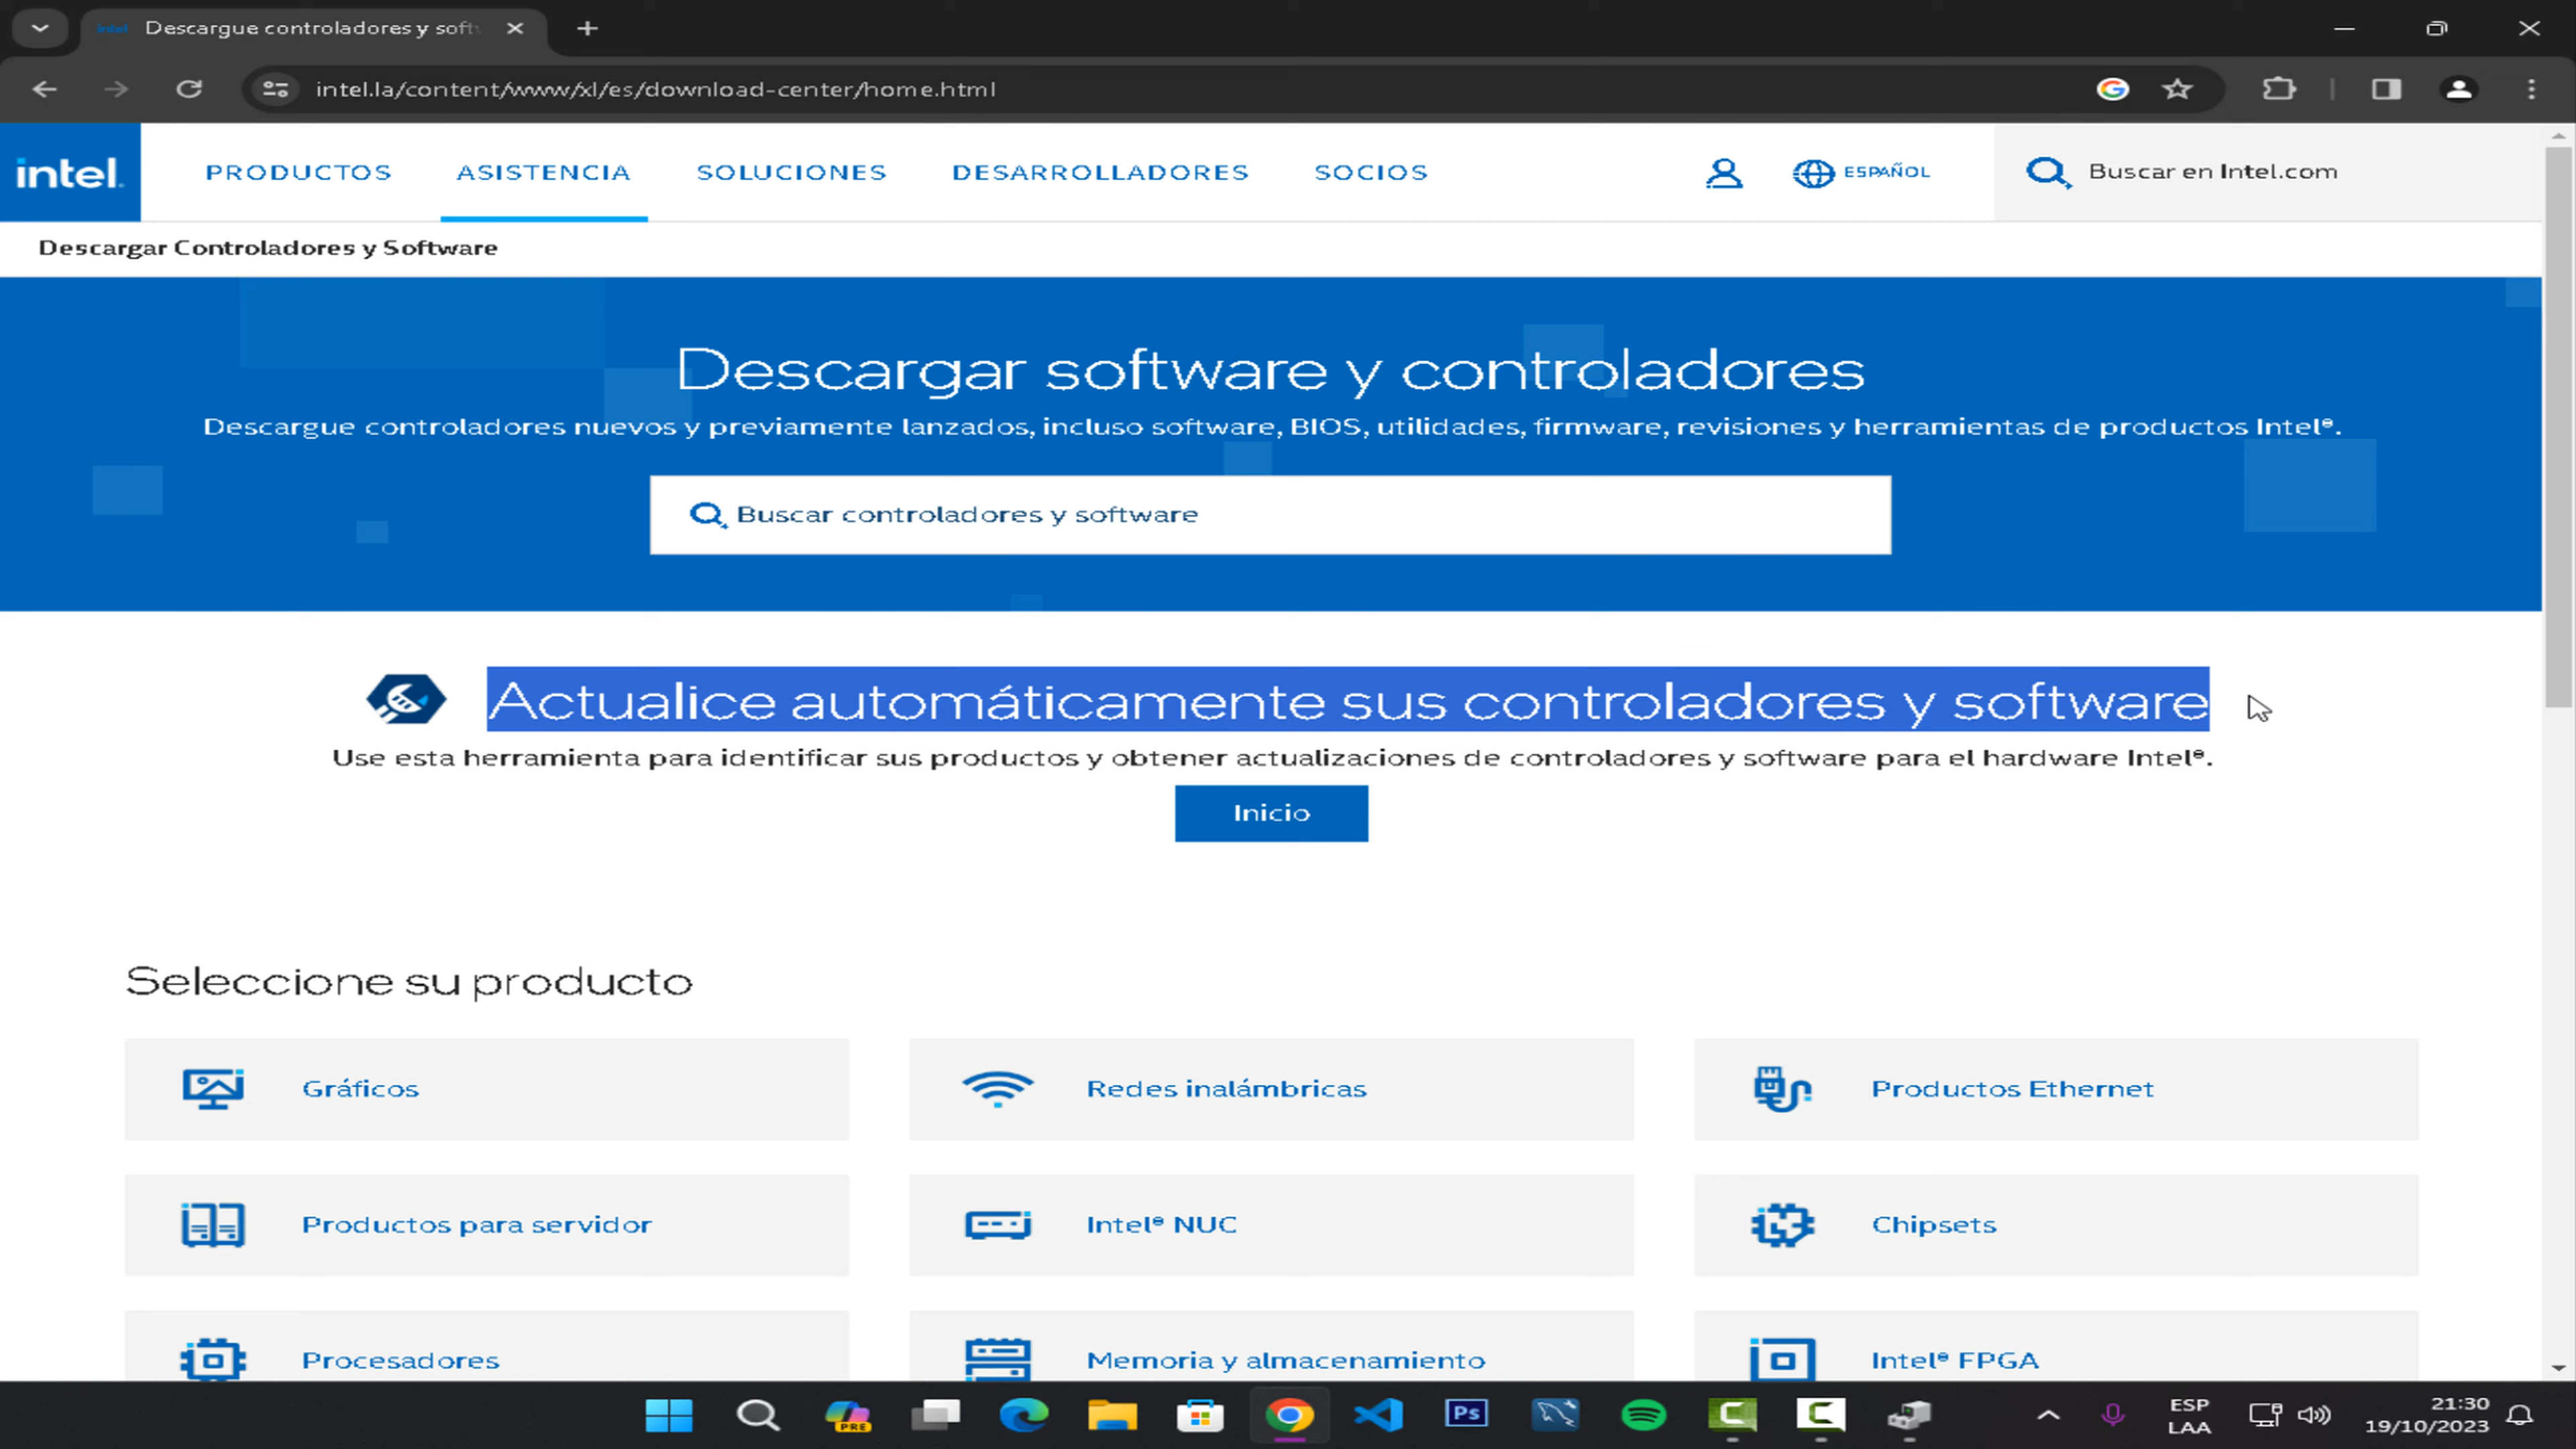 Descargue controladores y soft
intel.la/content/www/xl/es/download-center/home.html
intel.
PRODUCTOS
ASISTENCIA
SOLUCIONES
DESARROLLADORES
SOCIOS
ESPAÑOL
Buscar en Intel.com
Descargar Controladores y Software
Descargar software y controladores
Descargue controladores nuevos y previamente lanzados, incluso software, BIOS, utilidades, firmware, revisiones y herramientas de productos Intel®.
Buscar controladores y software
Actualice automáticamente sus controladores y software
Use esta herramienta para identificar sus productos y obtener actualizaciones de controladores y software para el hardware Intel®.
Inicio
Seleccione su producto
Gráficos
Redes inalámbricas
Productos Ethernet
Productos para servidor
Intel® NUC
Chipsets
Procesadores
Memoria y almacenamiento
Intel® FPGA
PRE
Ps
ESP
LAA
21:30
19/10/2023